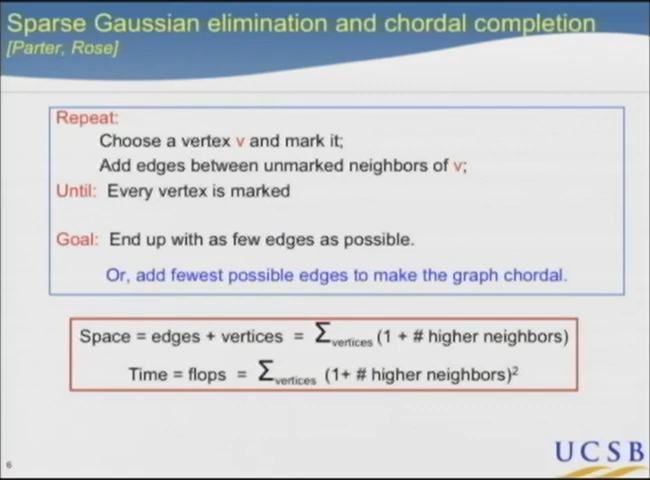 Sparse Gaussian elimination and chordal completion
[Parter, Rose]
Repeat:
Choose a vertex v and mark it;
Add edges between unmarked neighbors of v;
Until: Every vertex is marked
Goal: End up with as few edges as possible.
Or, add fewest possible edges to make the graph chordal.
Space = edges + vertices = Σvertices (1 + # higher neighbors)
Time = flops = Σvertices (1+ # higher neighbors)²
6
UCSB